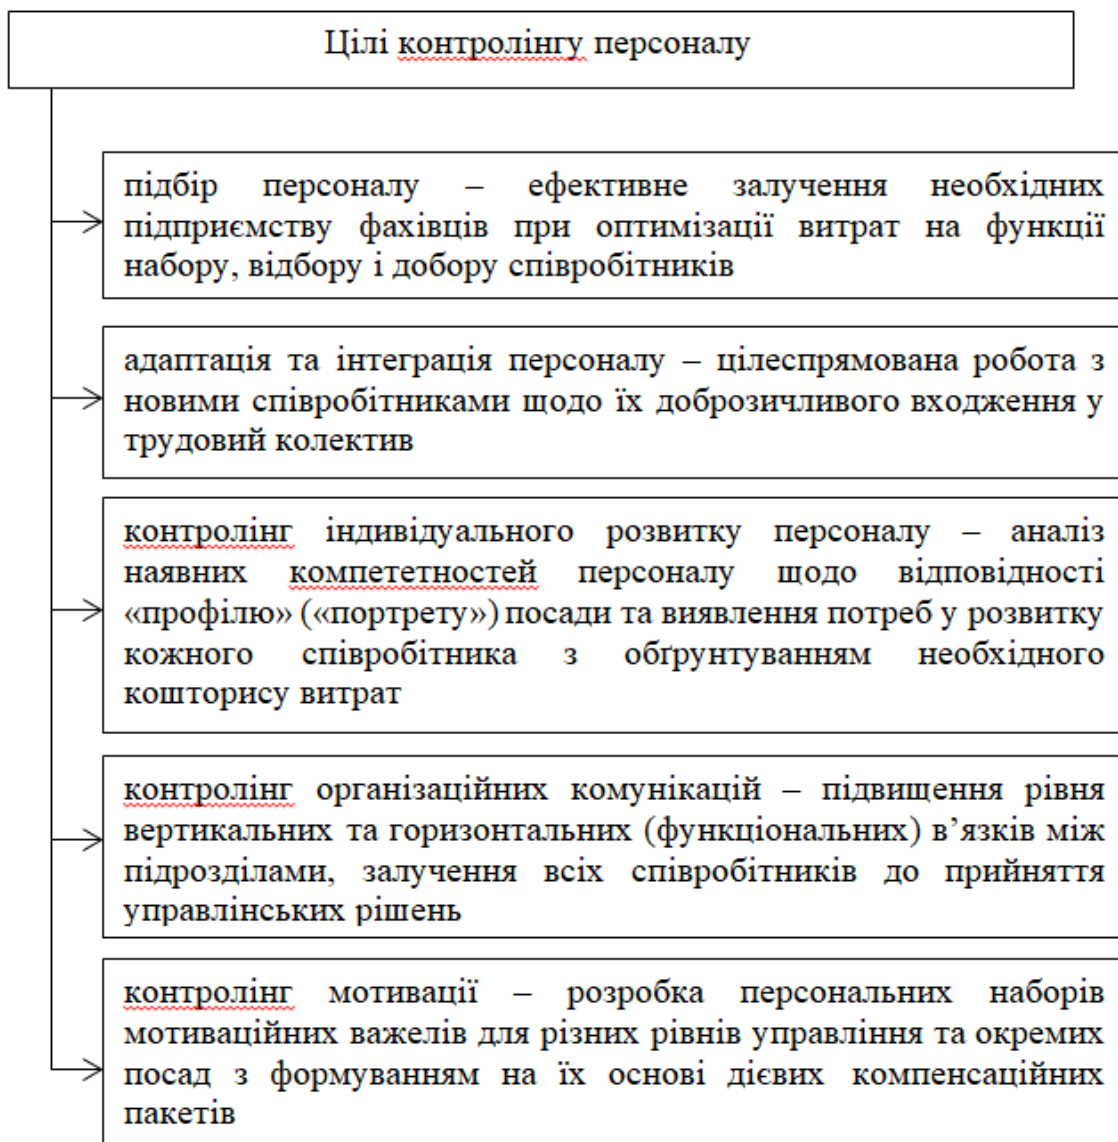 Цілі контролінгу персоналу
підбір персоналу – ефективне залучення необхідних
підприємству фахівців при оптимізації витрат на функції
набору, відбору і добору співробітників
адаптація та інтеграція персоналу – цілеспрямована робота з
новими співробітниками щодо їх доброзичливого входження у
трудовий колектив
контролінг індивідуального розвитку персоналу – аналіз
наявних компететностей персоналу щодо відповідності
«профілю» («портрету») посади та виявлення потреб у розвитку
кожного співробітника з обґрунтуванням необхідного
кошторису витрат
контролінг організаційних комунікацій – підвищення рівня
вертикальних та горизонтальних (функціональних) в’язків між
підрозділами, залучення всіх співробітників до прийняття
управлінських рішень
контролінг мотивації – розробка персональних наборів
мотиваційних важелів для різних рівнів управління та окремих
посад з формуванням на їх основі дієвих компенсаційних
пакетів